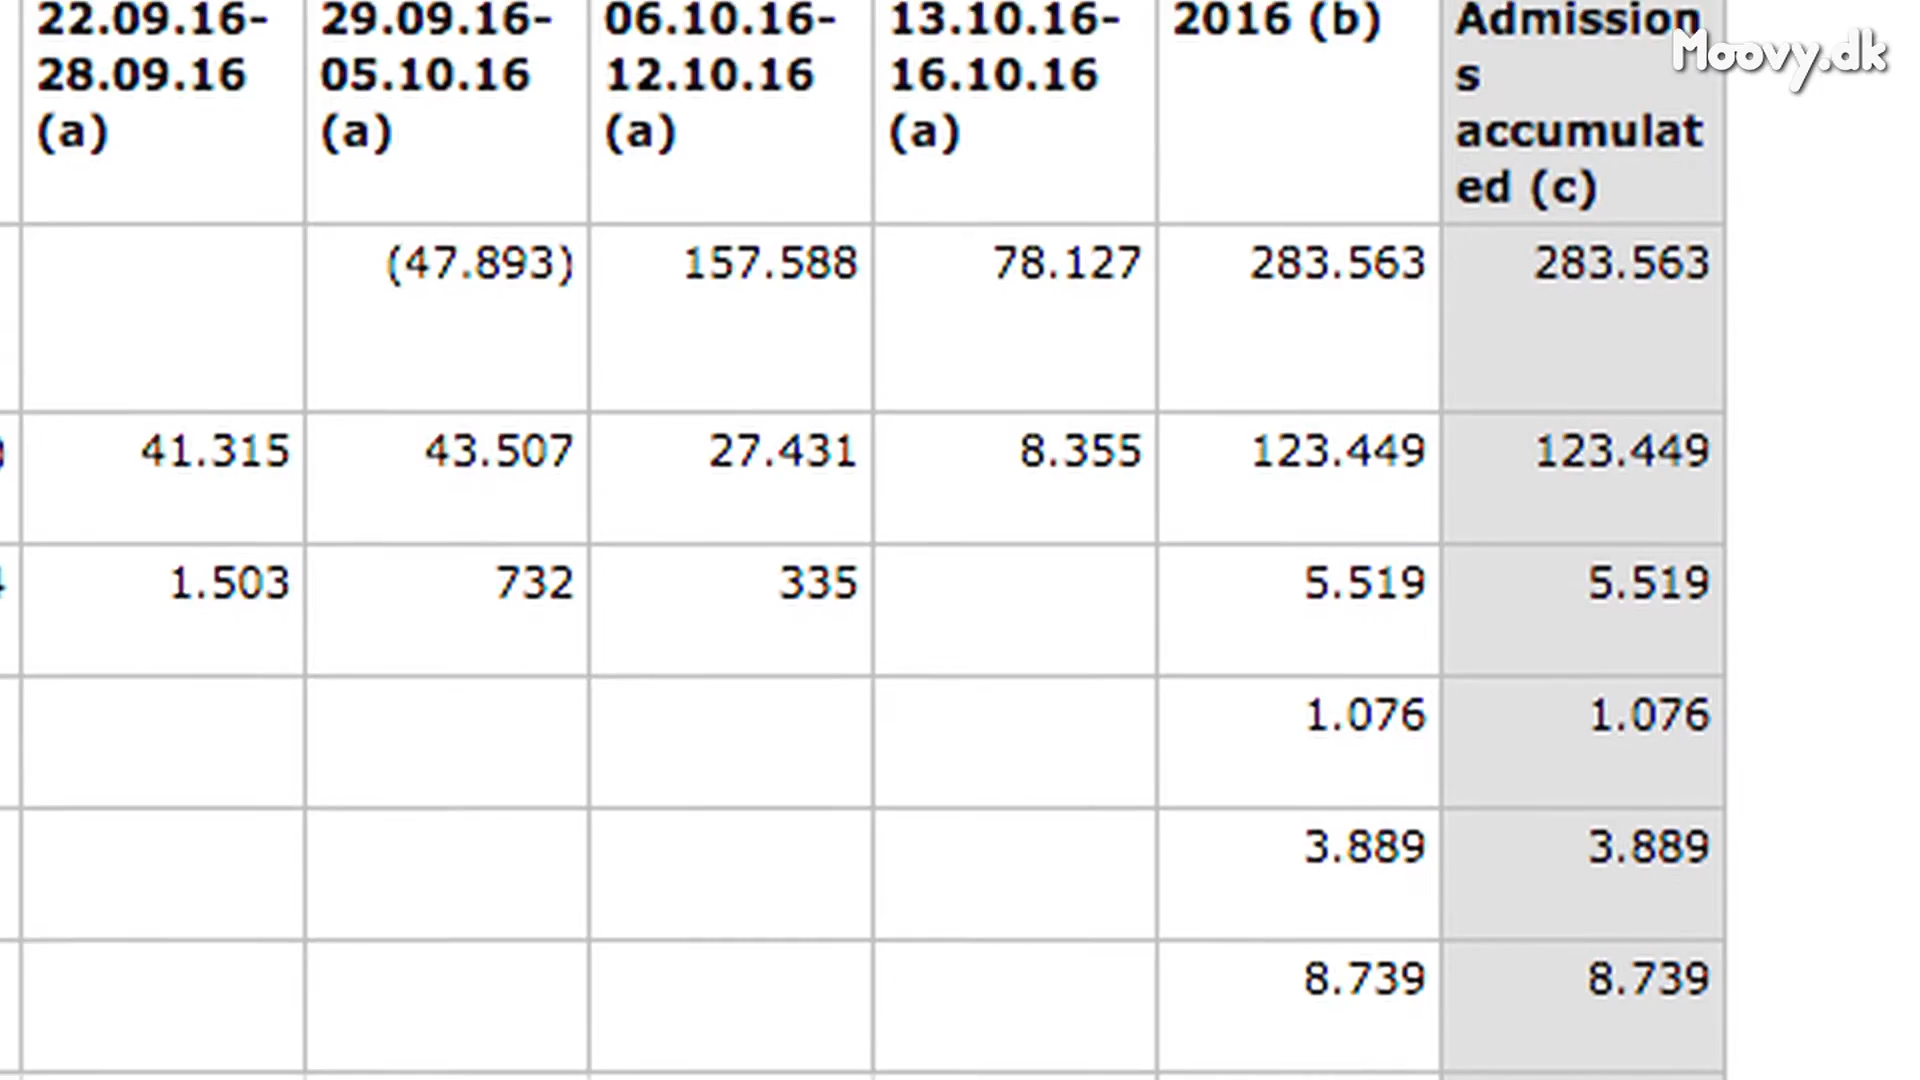 22.09.16-
28.09.16
(a)
29.09.16-
05.10.16
(a)
06.10.16-
12.10.16
(a)
13.10.16-
16.10.16
(a)
2016 (b)
Admission
s
accumulat
ed (c)
Moovy.dk
(47.893) 157.588 78.127 283.563 283.563
41.315 43.507 27.431 8.355 123.449 123.449
1.503 732 335 5.519 5.519
1.076 1.076
3.889 3.889
8.739 8.739